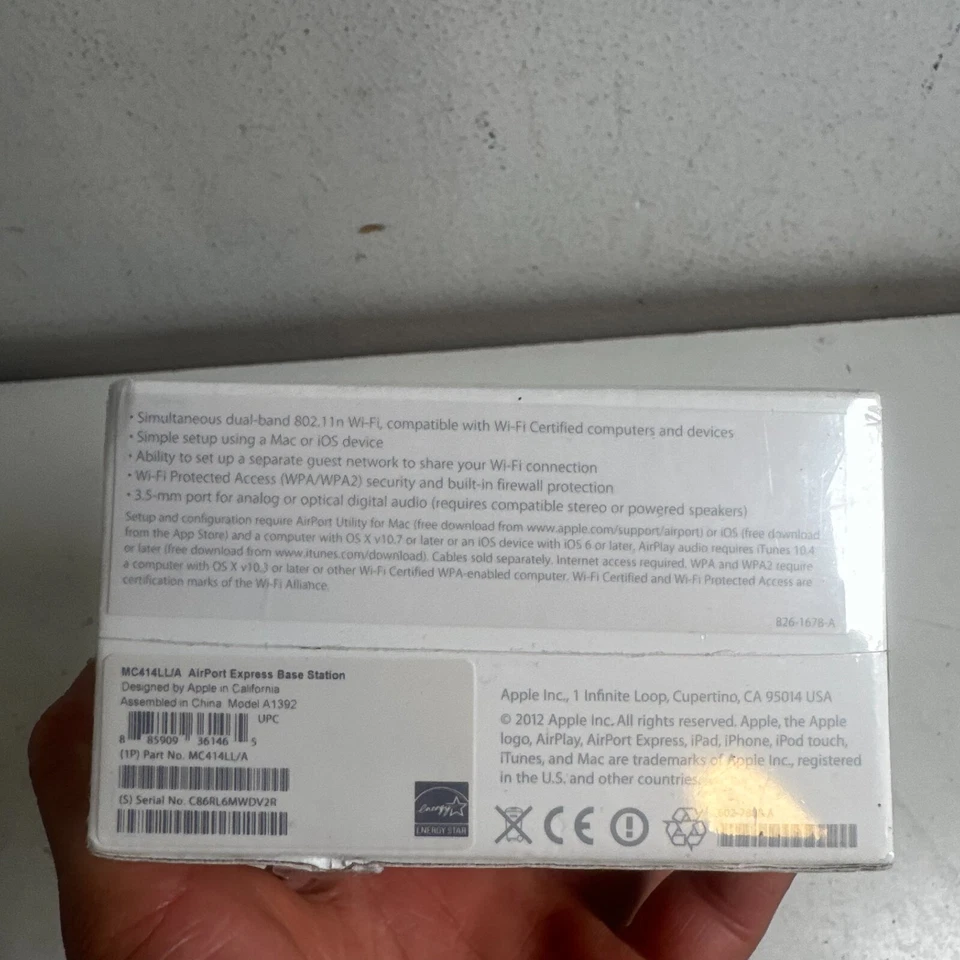 • Simultaneous dual-band 802.11n Wi-Fi, compatible with Wi-Fi Certified computers and devices
• Simple setup using a Mac or iOS device
• Ability to set up a separate guest network to share your Wi-Fi connection
• Wi-Fi Protected Access (WPA/WPA2) security and built-in firewall protection
• 3.5-mm port for analog or optical digital audio (requires compatible stereo or powered speakers)
Setup and configuration require AirPort Utility for Mac (free download from www.apple.com/support/airport) or iOS (free download
from the App Store) and a computer with OS X v10.7 or later or an iOS device with iOS 6 or later. AirPlay audio requires iTunes 10.4
or later (free download from www.itunes.com/download). Cables sold separately. Internet access required. WPA and WPA2 require
a computer with OS X v10.3 or later or other Wi-Fi Certified WPA-enabled computer. Wi-Fi Certified and Wi-Fi Protected Access are
certification marks of the Wi-Fi Alliance.
B26-1678-A
MC414LL/A AirPort Express Base Station
Designed by Apple in California
Assembled in China Model A1392
UPC
8 85909 36146 5
(1P) Part No. MC414LL/A
(S) Serial No. C86RL6MWDV2R
energy
ENERGY STAR
Apple Inc., 1 Infinite Loop, Cupertino, CA 95014 USA
© 2012 Apple Inc. All rights reserved. Apple, the Apple
logo, AirPlay, AirPort Express, iPad, iPhone, iPod touch,
iTunes, and Mac are trademarks of Apple Inc., registered
in the U.S. and other countries.
CE